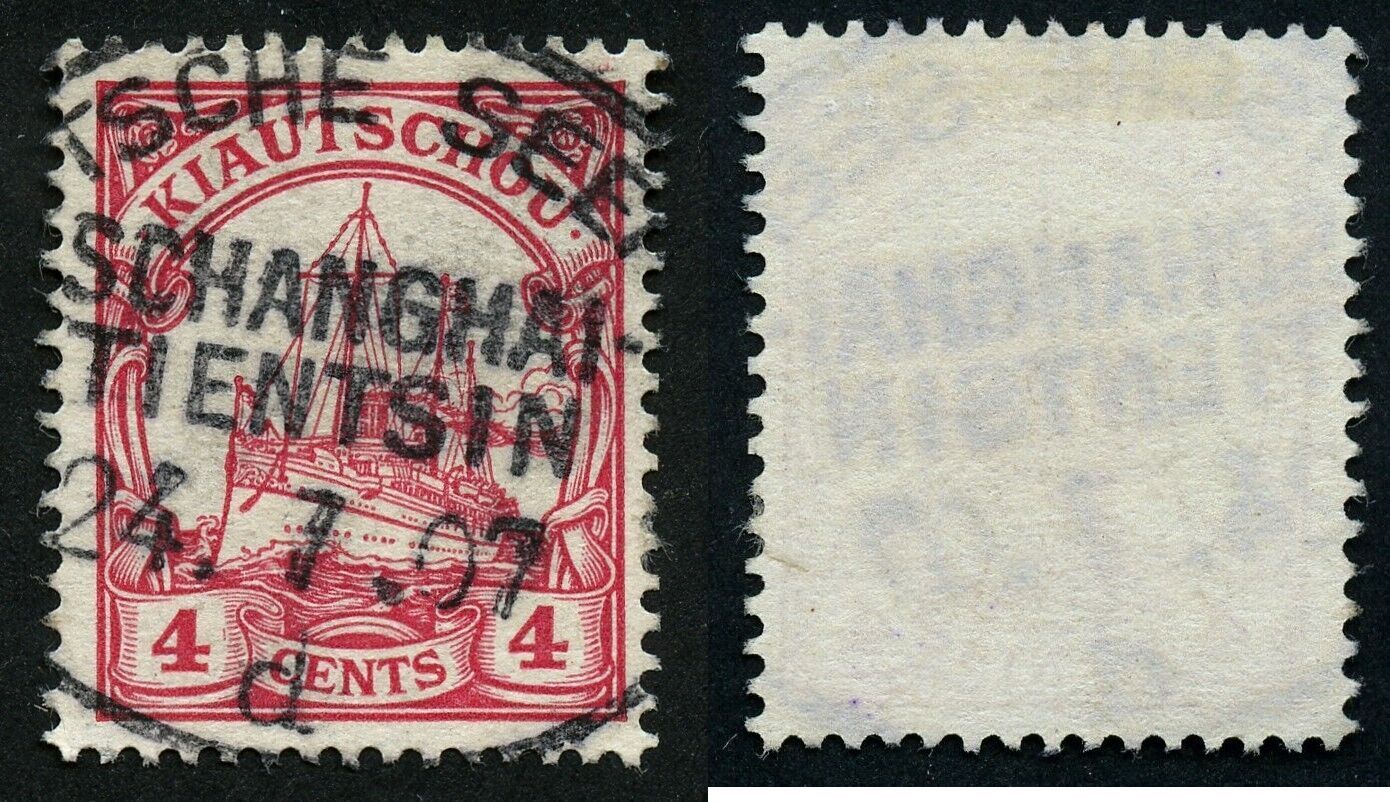 TSCHE SEE
KIAUTSCHOU.
SCHANGHAI-
TIENTSIN
24. 7. 07
4 CENTS 4
d